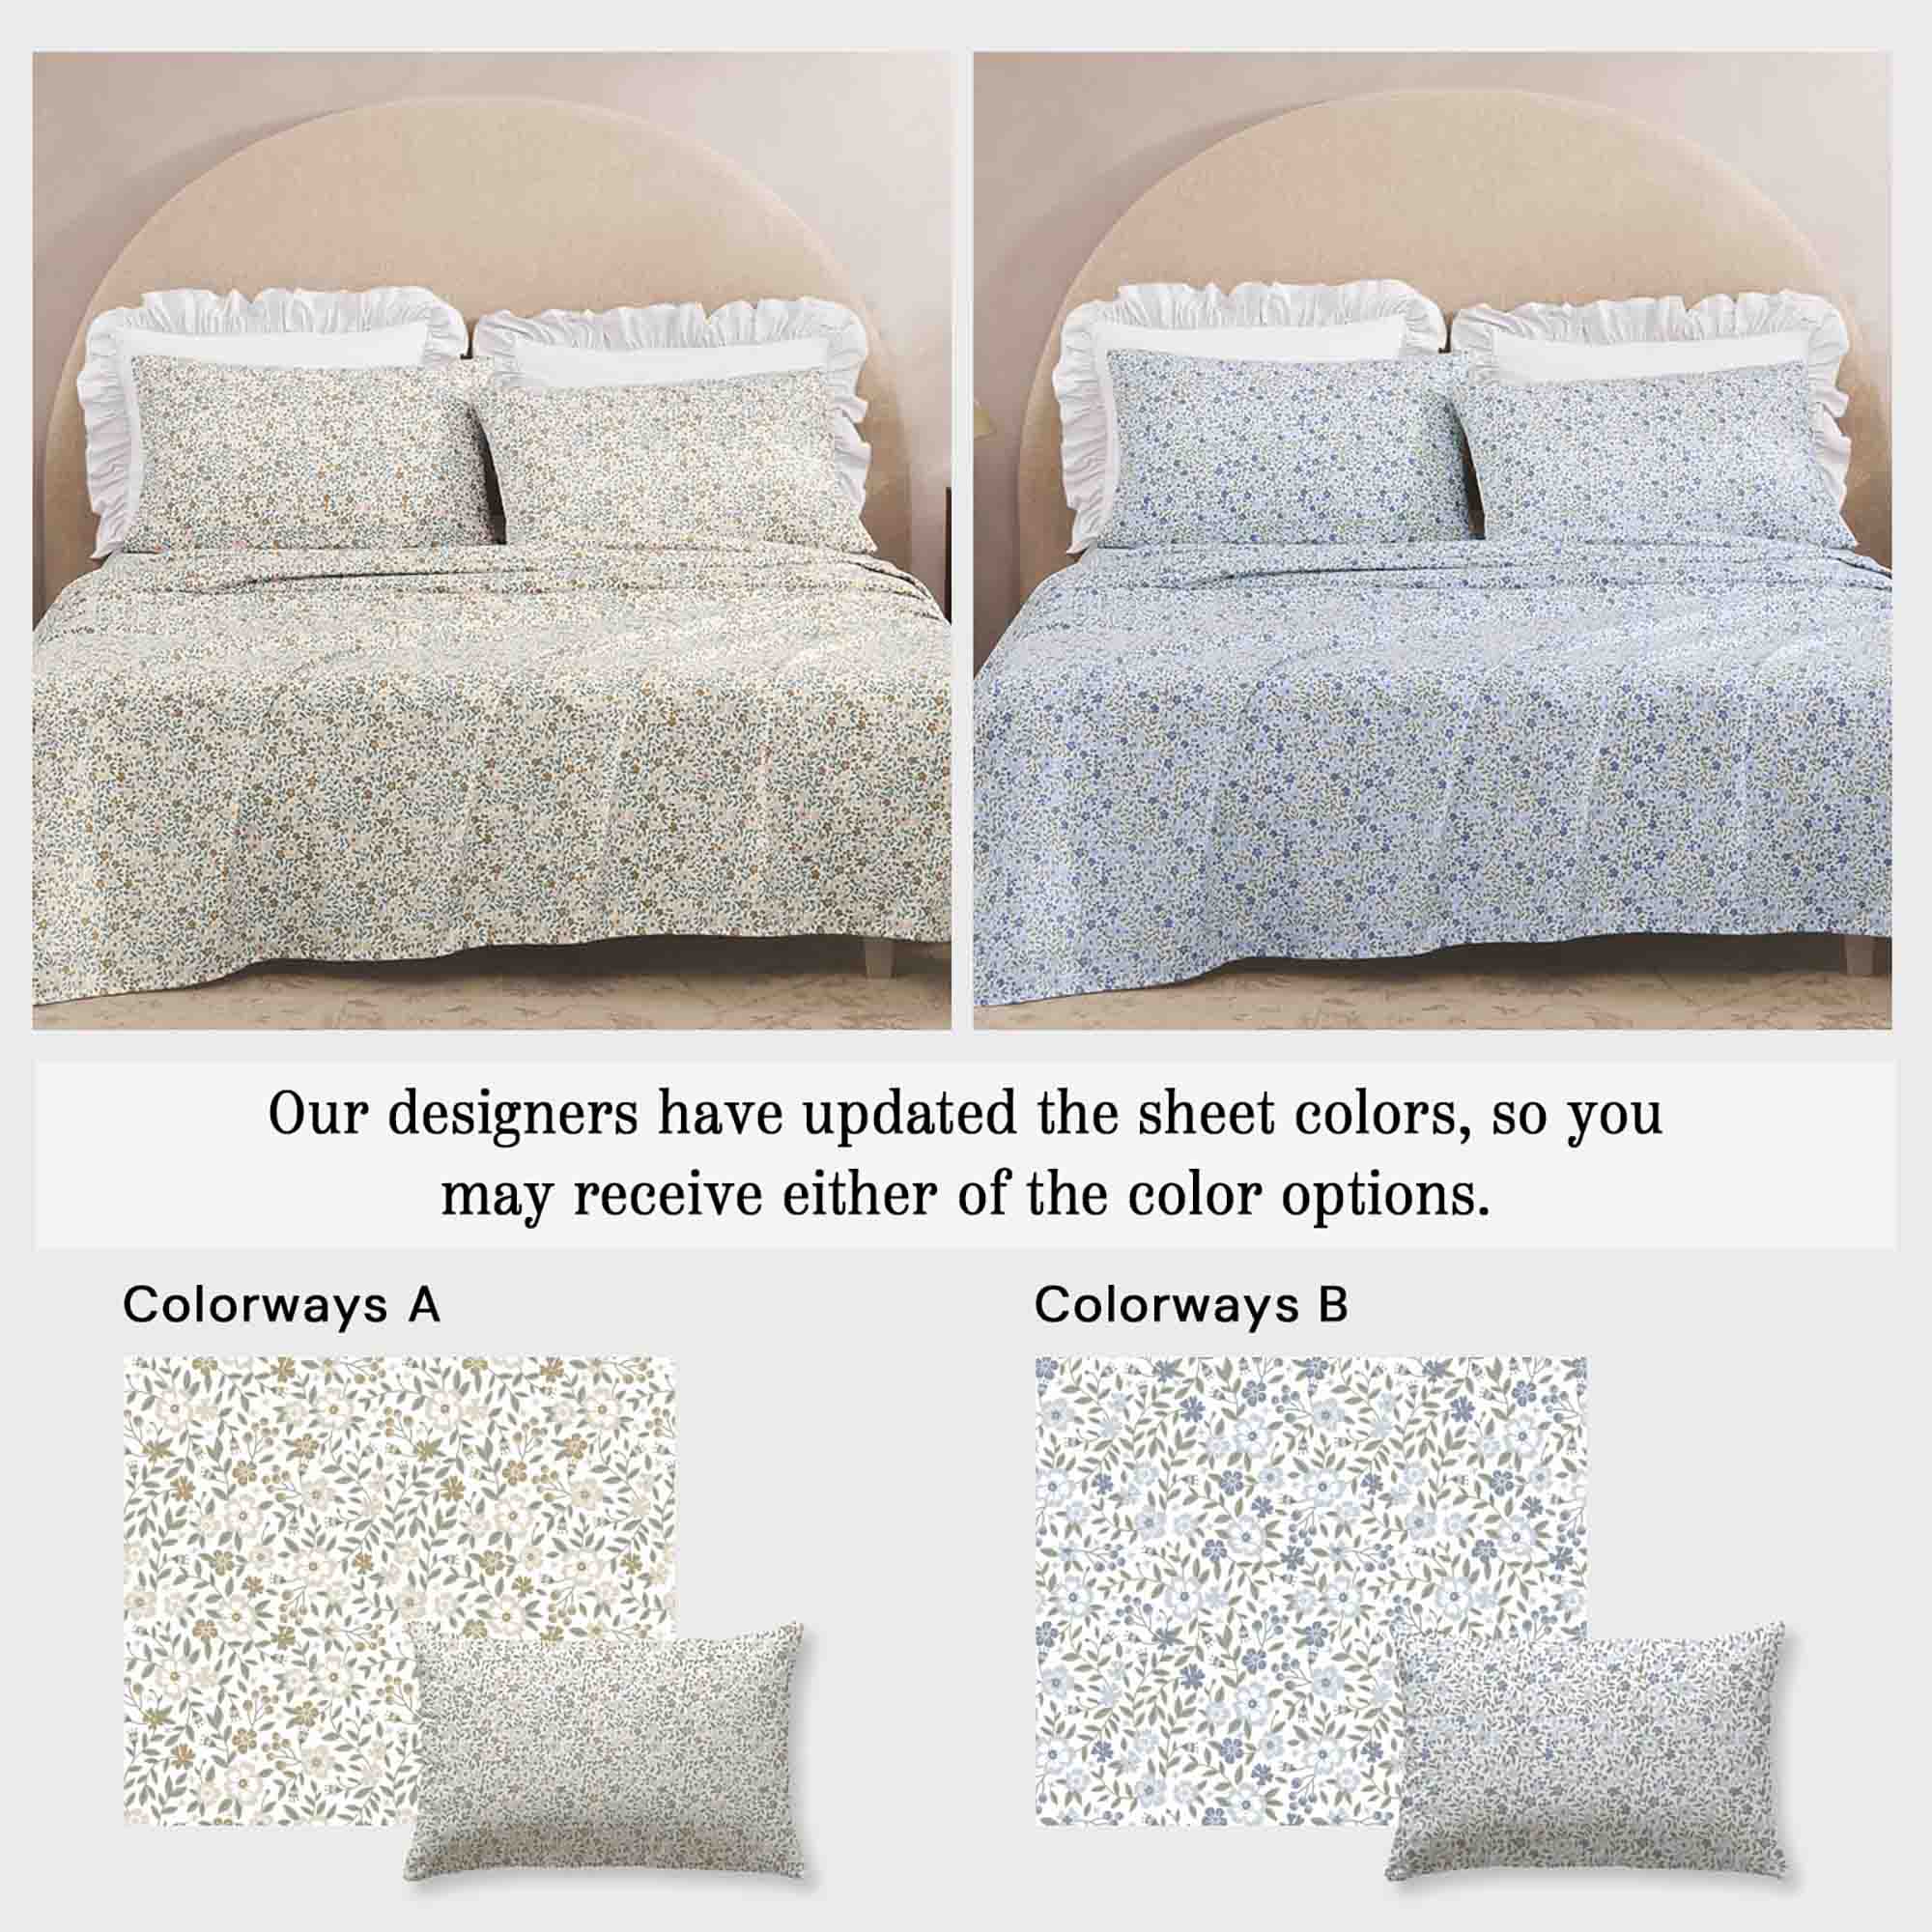 Our designers have updated the sheet colors, so you
may receive either of the color options.
Colorways A
Colorways B